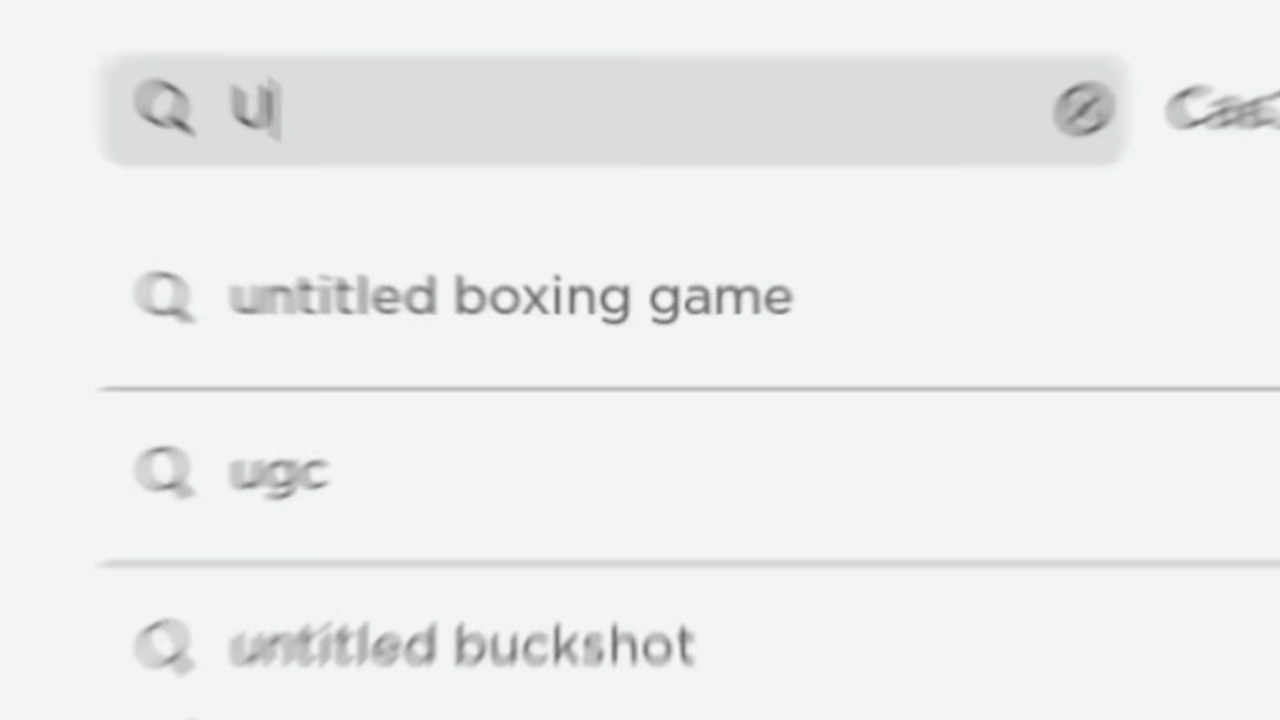 U
untitled boxing game
ugc
untitled buckshot